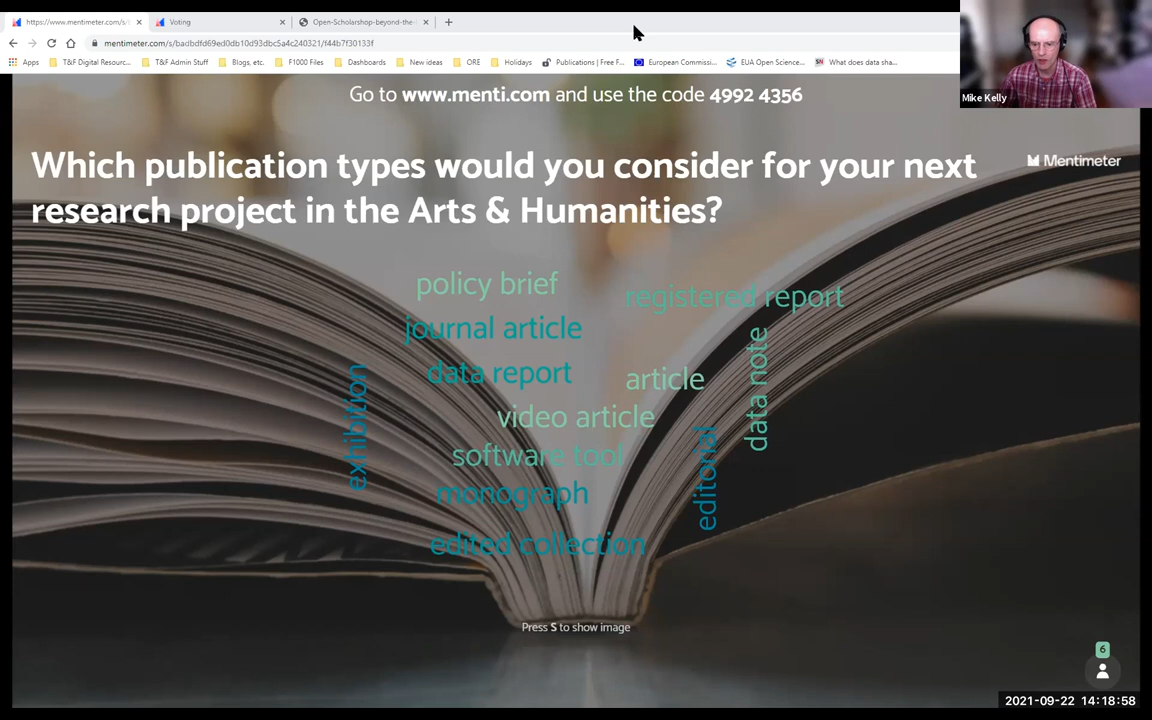 https://www.mentimeter.com/s/
Voting
Open-Scholarshop-beyond-the-
mentimeter.com/s/badbdfd69ed0db10d93dbc5a4c240321/f44b7f30133f
Apps
T&F Digital Resourc...
T&F Admin Stuff
Blogs, etc.
F1000 Files
Dashboards
New ideas
ORE
Holidays
Publications | Free F...
European Commissi...
EUA Open Science...
What does data sha...
Mike Kelly
Go to www.menti.com and use the code 4992 4356
Mentimeter
Which publication types would you consider for your next
research project in the Arts & Humanities?
policy brief
registered report
journal article
data report
article
data note
exhibition
video article
software tool
editorial
monograph
edited collection
Press S to show image
6
2021-09-22 14:18:58